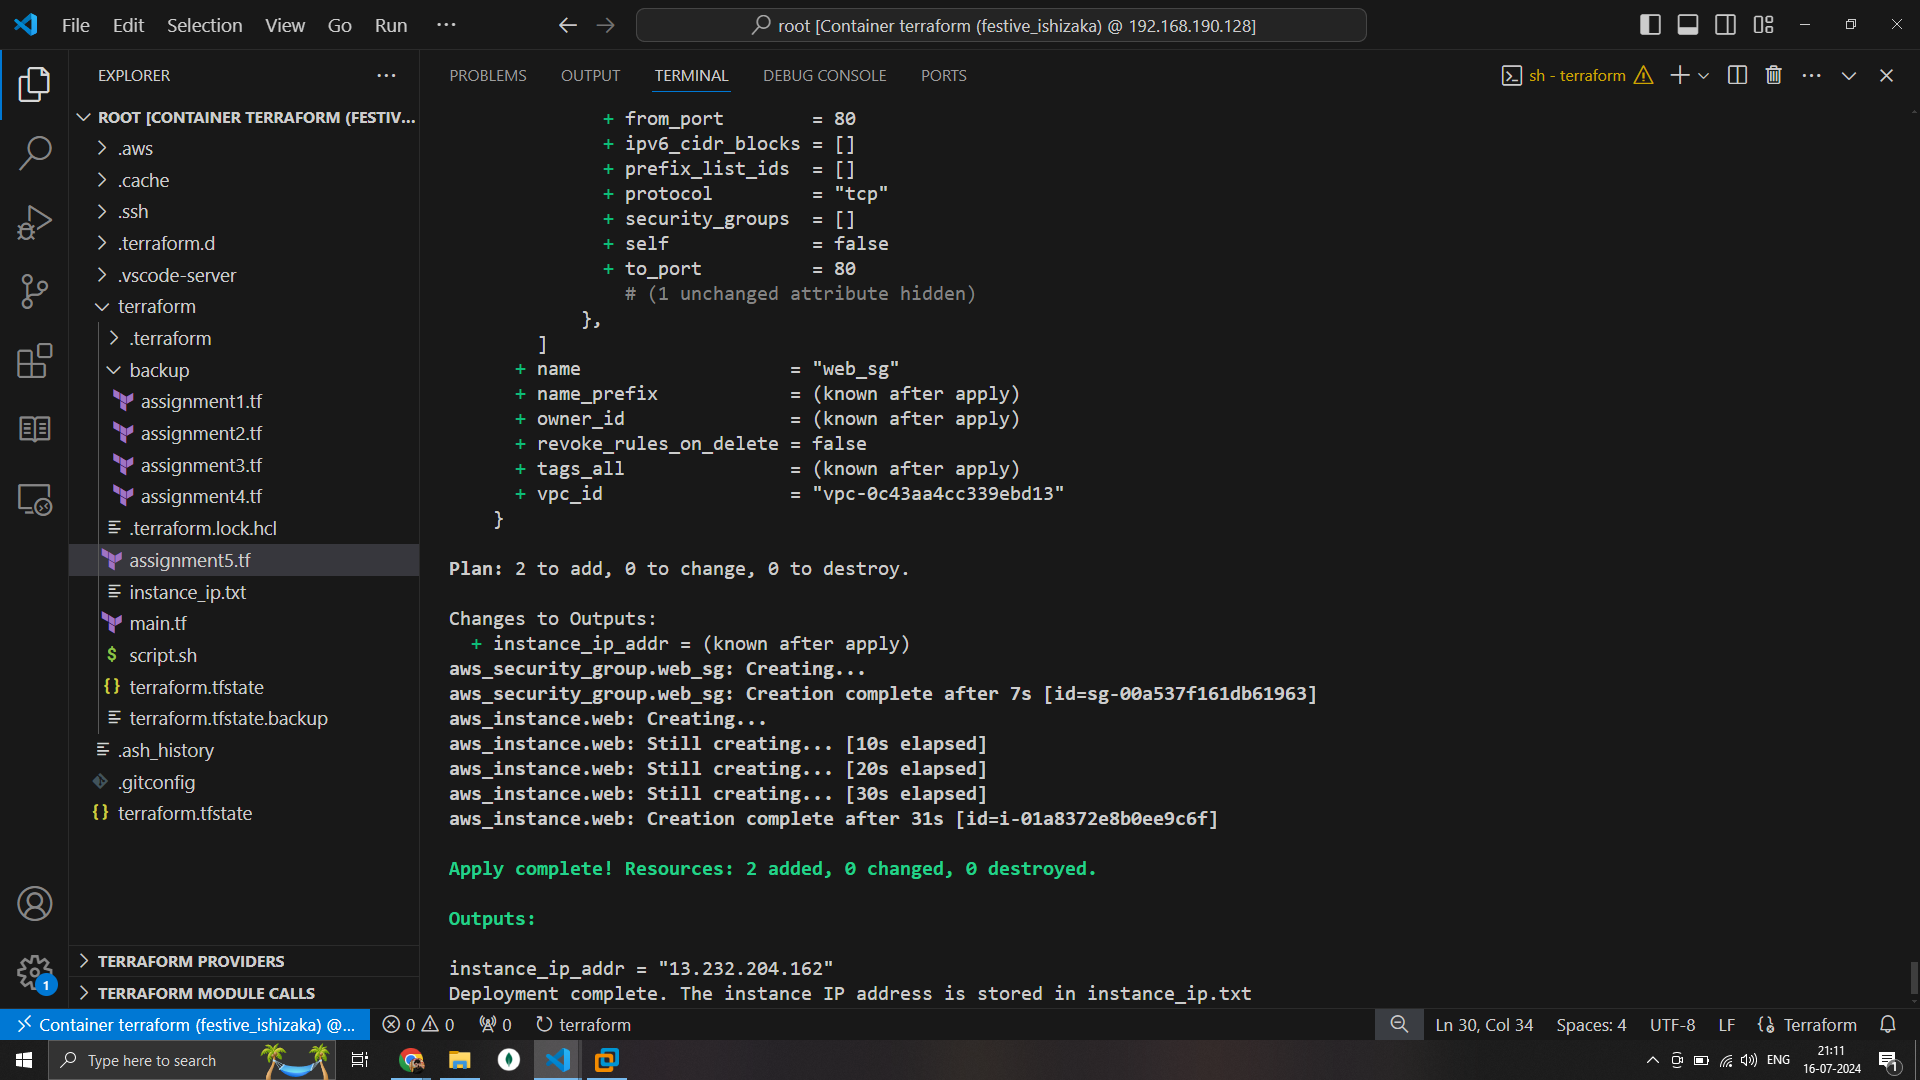 File Edit Selection View Go Run ...
root [Container terraform (festive_ishizaka) @ 192.168.190.128]
EXPLORER
ROOT [CONTAINER TERRAFORM (FESTIV...
.aws
.cache
.ssh
.terraform.d
.vscode-server
terraform
.terraform
backup
assignment1.tf
assignment2.tf
assignment3.tf
assignment4.tf
.terraform.lock.hcl
assignment5.tf
instance_ip.txt
main.tf
script.sh
terraform.tfstate
terraform.tfstate.backup
.ash_history
.gitconfig
terraform.tfstate
TERRAFORM PROVIDERS
TERRAFORM MODULE CALLS
1
PROBLEMS OUTPUT TERMINAL DEBUG CONSOLE PORTS
sh - terraform
+ from_port = 80
+ ipv6_cidr_blocks = []
+ prefix_list_ids = []
+ protocol = "tcp"
+ security_groups = []
+ self = false
+ to_port = 80
# (1 unchanged attribute hidden)
},
]
+ name = "web_sg"
+ name_prefix = (known after apply)
+ owner_id = (known after apply)
+ revoke_rules_on_delete = false
+ tags_all = (known after apply)
+ vpc_id = "vpc-0c43aa4cc339ebd13"
}
Plan: 2 to add, 0 to change, 0 to destroy.
Changes to Outputs:
+ instance_ip_addr = (known after apply)
aws_security_group.web_sg: Creating...
aws_security_group.web_sg: Creation complete after 7s [id=sg-00a537f161db61963]
aws_instance.web: Creating...
aws_instance.web: Still creating... [10s elapsed]
aws_instance.web: Still creating... [20s elapsed]
aws_instance.web: Still creating... [30s elapsed]
aws_instance.web: Creation complete after 31s [id=i-01a8372e8b0ee9c6f]
Apply complete! Resources: 2 added, 0 changed, 0 destroyed.
Outputs:
instance_ip_addr = "13.232.204.162"
Deployment complete. The instance IP address is stored in instance_ip.txt
Container terraform (festive_ishizaka) @... 0 0 0 terraform Ln 30, Col 34 Spaces: 4 UTF-8 LF Terraform
Type here to search
ENG
21:11
16-07-2024
1